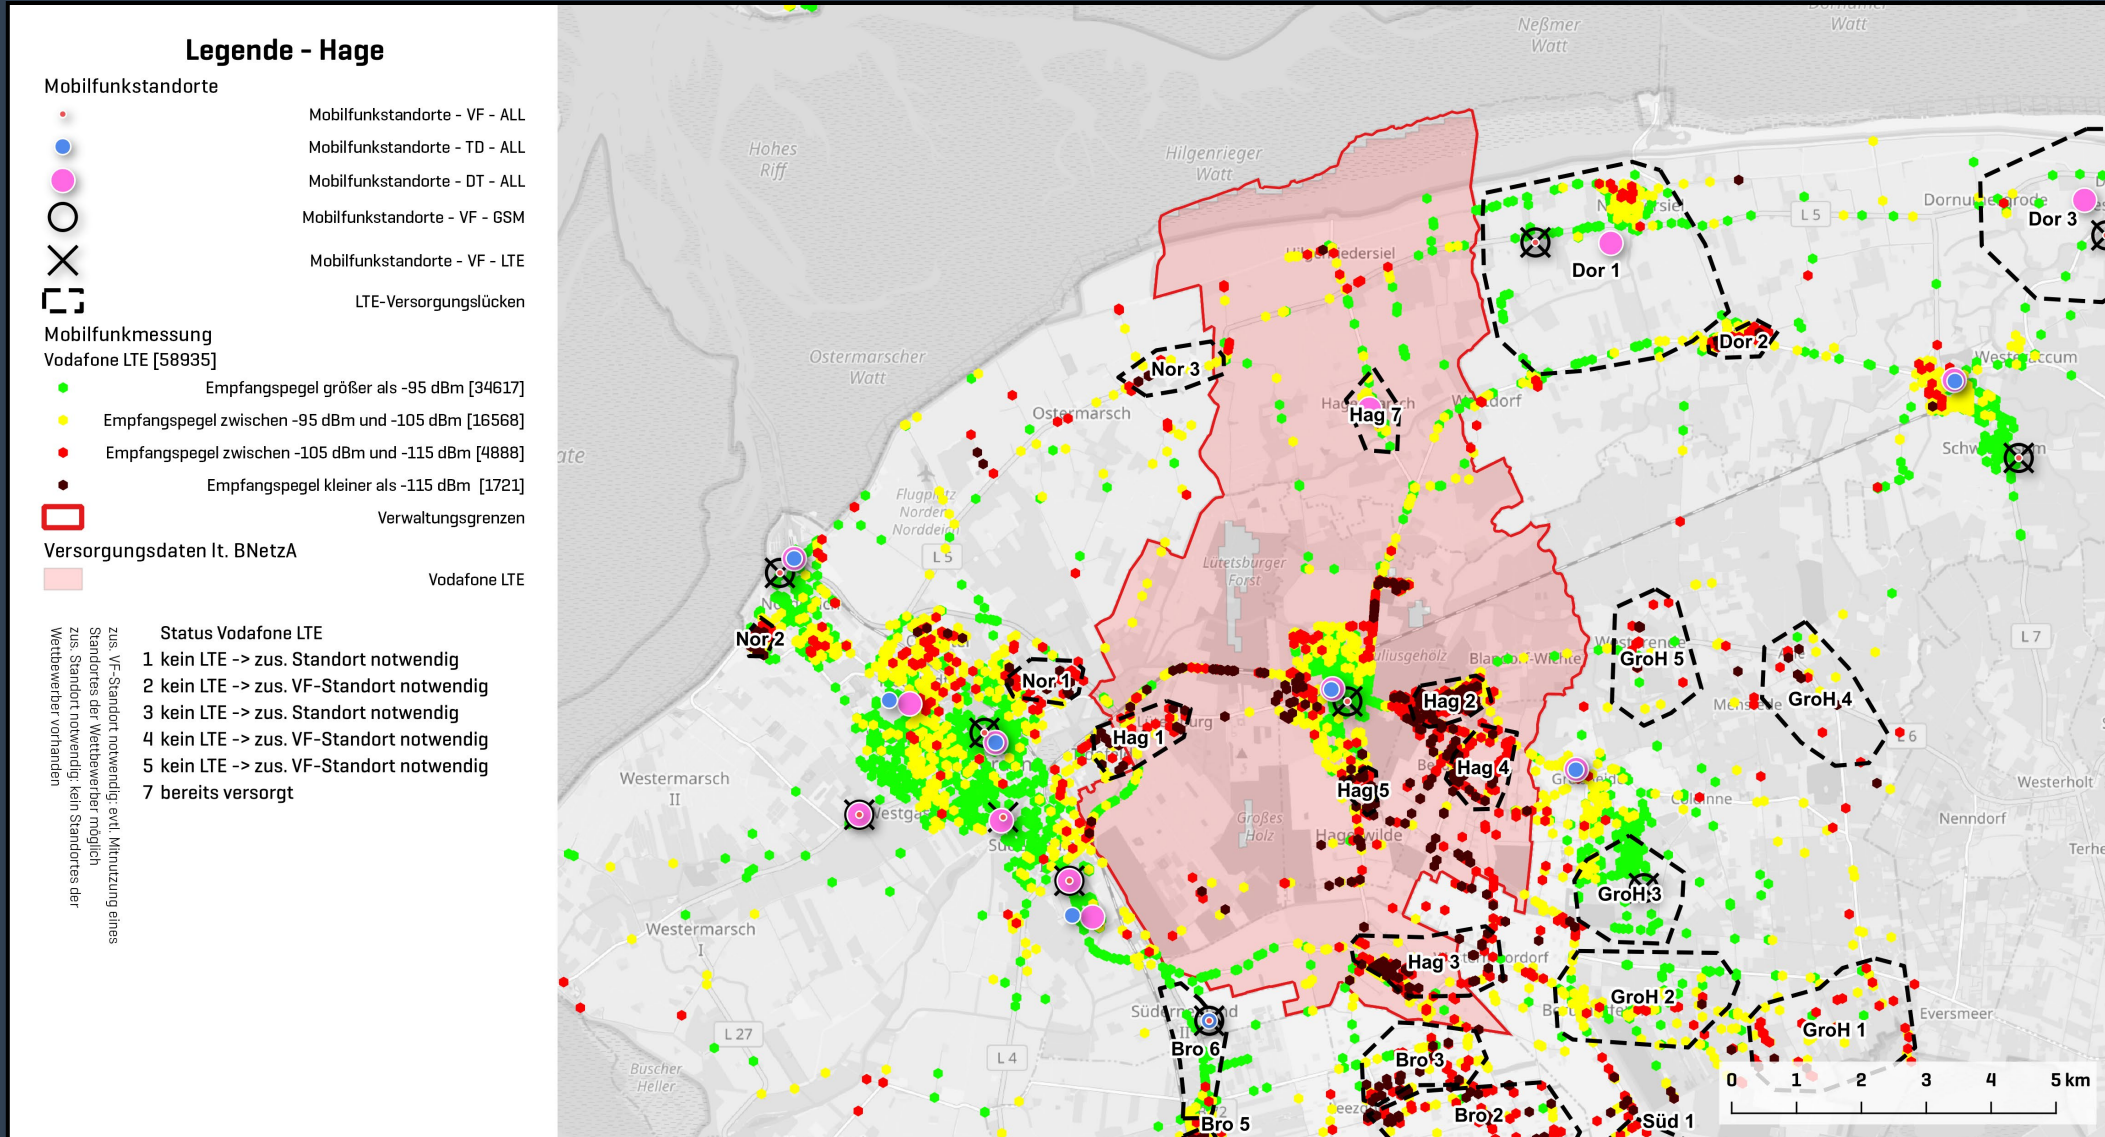 Legende - Hage
Mobilfunkstandorte
Mobilfunkstandorte - VF - ALL
Mobilfunkstandorte - TD - ALL
Mobilfunkstandorte - DT - ALL
Mobilfunkstandorte - VF - GSM
Mobilfunkstandorte - VF - LTE
LTE-Versorgungslücken
Mobilfunkmessung
Vodafone LTE [58935]
Empfangspegel größer als -95 dBm [34617]
Empfangspegel zwischen -95 dBm und -105 dBm [16568]
Empfangspegel zwischen -105 dBm und -115 dBm [4888]
Empfangspegel kleiner als -115 dBm [1721]
Verwaltungsgrenzen
Versorgungsdaten lt. BNetzA
Vodafone LTE
Status Vodafone LTE
1 kein LTE -> zus. Standort notwendig
2 kein LTE -> zus. VF-Standort notwendig
3 kein LTE -> zus. Standort notwendig
4 kein LTE -> zus. VF-Standort notwendig
5 kein LTE -> zus. VF-Standort notwendig
7 bereits versorgt
zus. VF-Standort notwendig: evtl. Mitnutzung eines
Standortes der Wettbewerber möglich
zus. Standort notwendig: kein Standortes der
Wettbewerber vorhanden
Neßmer
Watt
Watt
Hohes
Riff
Hilgenrieger
Watt
L 5
Dor 3
Dor 1
Dor 2
Ostermarscher
Watt
Nor 3
Ostermarsch
Hag 7
Flugplatz
Norden-
Norddeich
L 5
Lütetsburger
Forst
Nor 2
Nor 1
Hag 1
Hag 2
Hag 4
Hag 5
GroH 5
GroH 4
L 7
L 6
Westermarsch
II
Westerholt
Nenndorf
Großes
Holz
GroH 3
Westermarsch
I
Hag 3
GroH 2
GroH 1
Eversmeer
L 27
L 4
Buscher
Heller
Bro 6
Bro 3
Bro 2
Bro 5
Süd 1
0 1 2 3 4 5 km